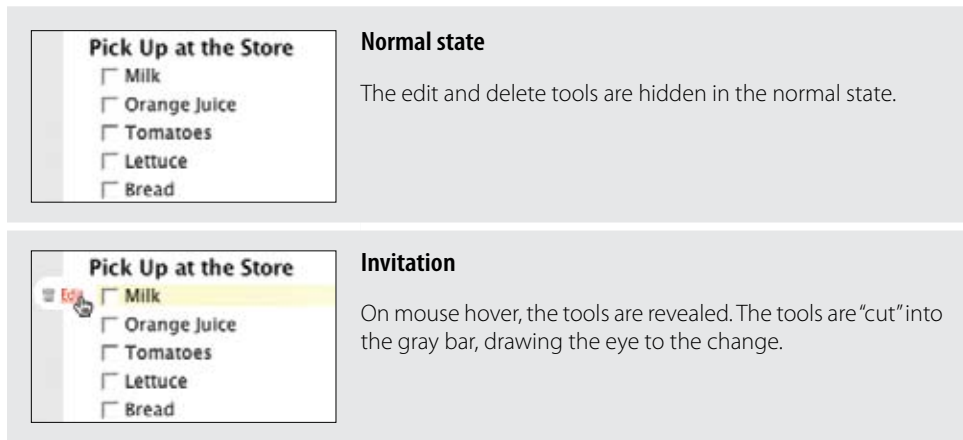 Pick Up at the Store
Milk
Orange Juice
Tomatoes
Lettuce
Bread
Normal state
The edit and delete tools are hidden in the normal state.
Pick Up at the Store
Edit
Milk
Orange Juice
Tomatoes
Lettuce
Bread
Invitation
On mouse hover, the tools are revealed. The tools are “cut” into
the gray bar, drawing the eye to the change.